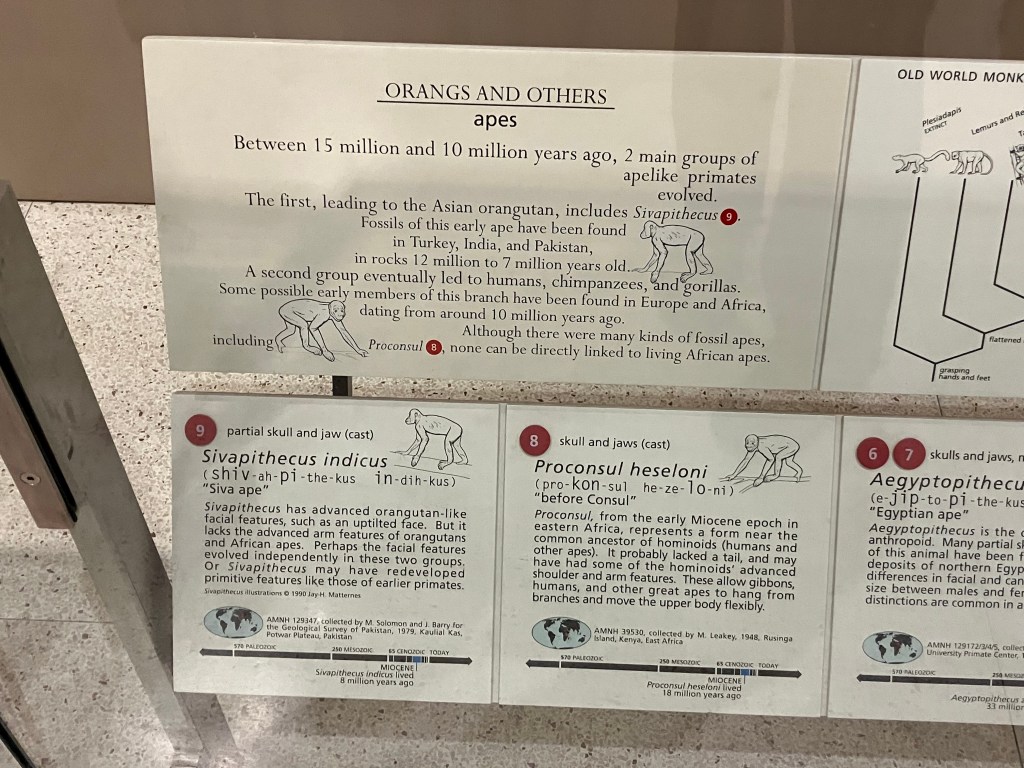 ORANGS AND OTHERS
apes
Between 15 million and 10 million years ago, 2 main groups of
apelike primates
evolved.
The first, leading to the Asian orangutan, includes Sivapithecus 9.
Fossils of this early ape have been found
in Turkey, India, and Pakistan,
in rocks 12 million to 7 million years old.
A second group eventually led to humans, chimpanzees, and gorillas.
Some possible early members of this branch have been found in Europe and Africa,
dating from around 10 million years ago.
Although there were many kinds of fossil apes,
including Proconsul 8, none can be directly linked to living African apes.
OLD WORLD MONK
Plesiadapis
EXTINCT
Lemurs and Re
flattened
grasping
hands and feet
9 partial skull and jaw (cast)
Sivapithecus indicus
(shiv-ah-pi-the-kus in-dih-kus)
"Siva ape"
Sivapithecus has advanced orangutan-like
facial features, such as an uptilted face. But it
lacks the advanced arm features of orangutans
and African apes. Perhaps the facial features
evolved independently in these two groups.
Or Sivapithecus may have redeveloped
primitive features like those of earlier primates.
Sivapithecus illustrations © 1990 Jay H. Matternes
AMNH 129347, collected by M. Solomon and J. Barry for
the Geological Survey of Pakistan, 1979, Kaulial Kas,
Potwar Plateau, Pakistan
570 PALEOZOIC 250 MESOZOIC 65 CENOZOIC TODAY
MIOCENE
Sivapithecus indicus lived
8 million years ago
8 skull and jaws (cast)
Proconsul heseloni
(pro-kon-sul he-ze-lo-ni)
"before Consul"
Proconsul, from the early Miocene epoch in
eastern Africa, represents a form near the
common ancestor of hominoids (humans and
other apes). It probably lacked a tail, and may
have had some of the hominoids' advanced
shoulder and arm features. These allow gibbons,
humans, and other great apes to hang from
branches and move the upper body flexibly.
AMNH 39530, collected by M. Leakey, 1948, Rusinga
Island, Kenya, East Africa
570 PALEOZOIC 250 MESOZOIC 65 CENOZOIC TODAY
MIOCENE
Proconsul heseloni lived
18 million years ago
6 7 skulls and jaws, m
Aegyptopithecu
(e-jip-to-pi-the-kus
"Egyptian ape"
Aegyptopithecus is the
anthropoid. Many partial sk
of this animal have been f
deposits of northern Egyp
differences in facial and can
size between males and fem
distinctions are common in a
AMNH 129172/3/4/5, collect
University Primate Center,
570 PALEOZOIC 250 MESO
Aegyptopithecus
33 million